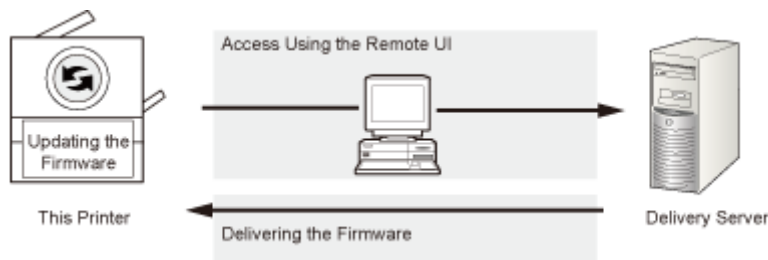 Access Using the Remote UI
Updating the
Firmware
This Printer
Delivery Server
Delivering the Firmware